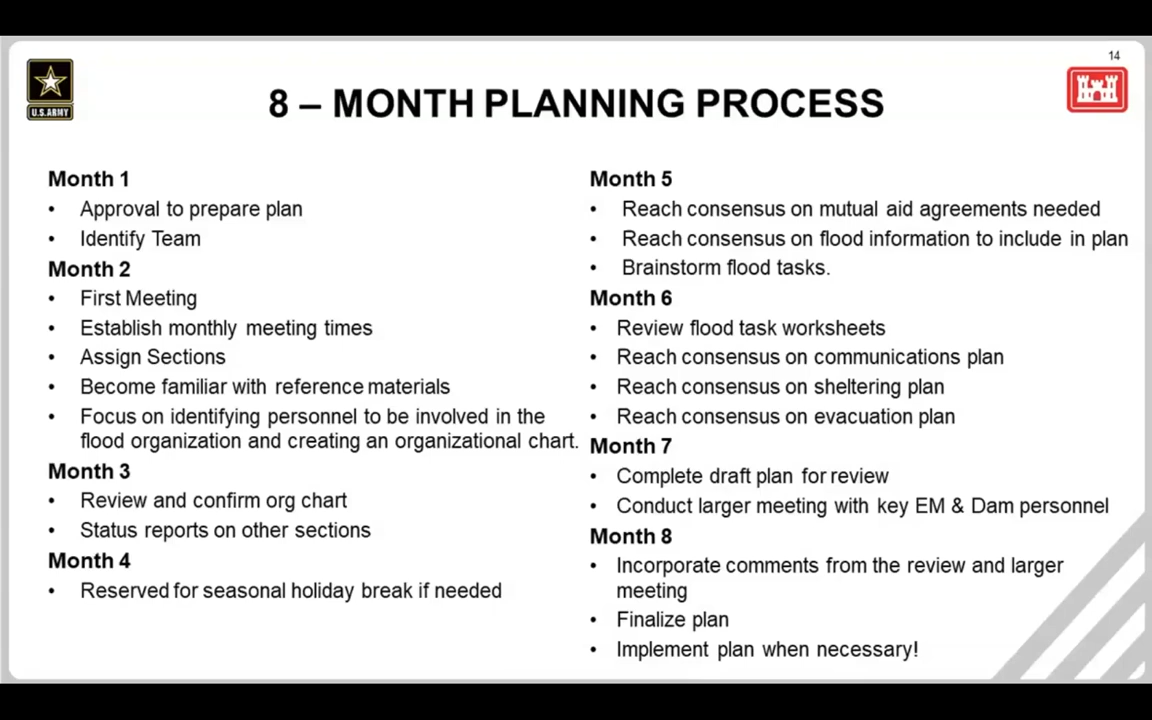 14
U.S.ARMY
8 – MONTH PLANNING PROCESS
Month 1
• Approval to prepare plan
• Identify Team
Month 2
• First Meeting
• Establish monthly meeting times
• Assign Sections
• Become familiar with reference materials
• Focus on identifying personnel to be involved in the
flood organization and creating an organizational chart.
Month 3
• Review and confirm org chart
• Status reports on other sections
Month 4
• Reserved for seasonal holiday break if needed
Month 5
• Reach consensus on mutual aid agreements needed
• Reach consensus on flood information to include in plan
• Brainstorm flood tasks.
Month 6
• Review flood task worksheets
• Reach consensus on communications plan
• Reach consensus on sheltering plan
• Reach consensus on evacuation plan
Month 7
• Complete draft plan for review
• Conduct larger meeting with key EM & Dam personnel
Month 8
• Incorporate comments from the review and larger
meeting
• Finalize plan
• Implement plan when necessary!